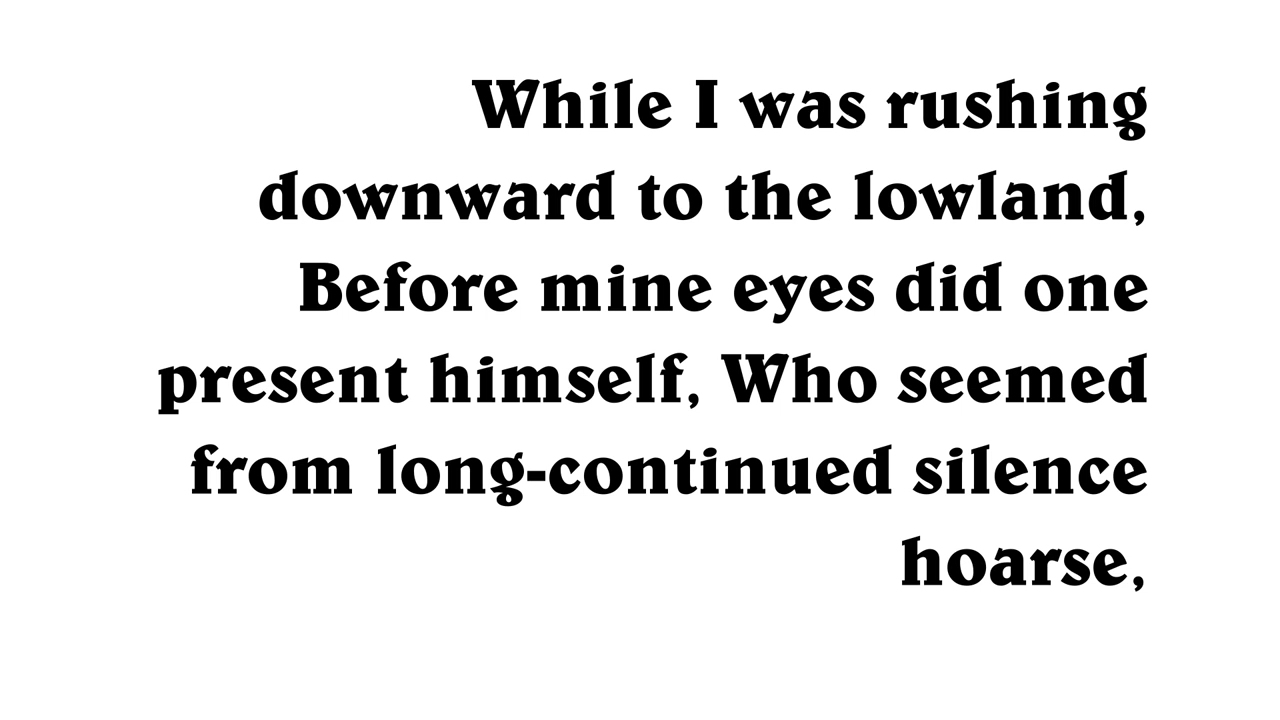 While I was rushing
downward to the lowland,
Before mine eyes did one
present himself, Who seemed
from long-continued silence
hoarse,